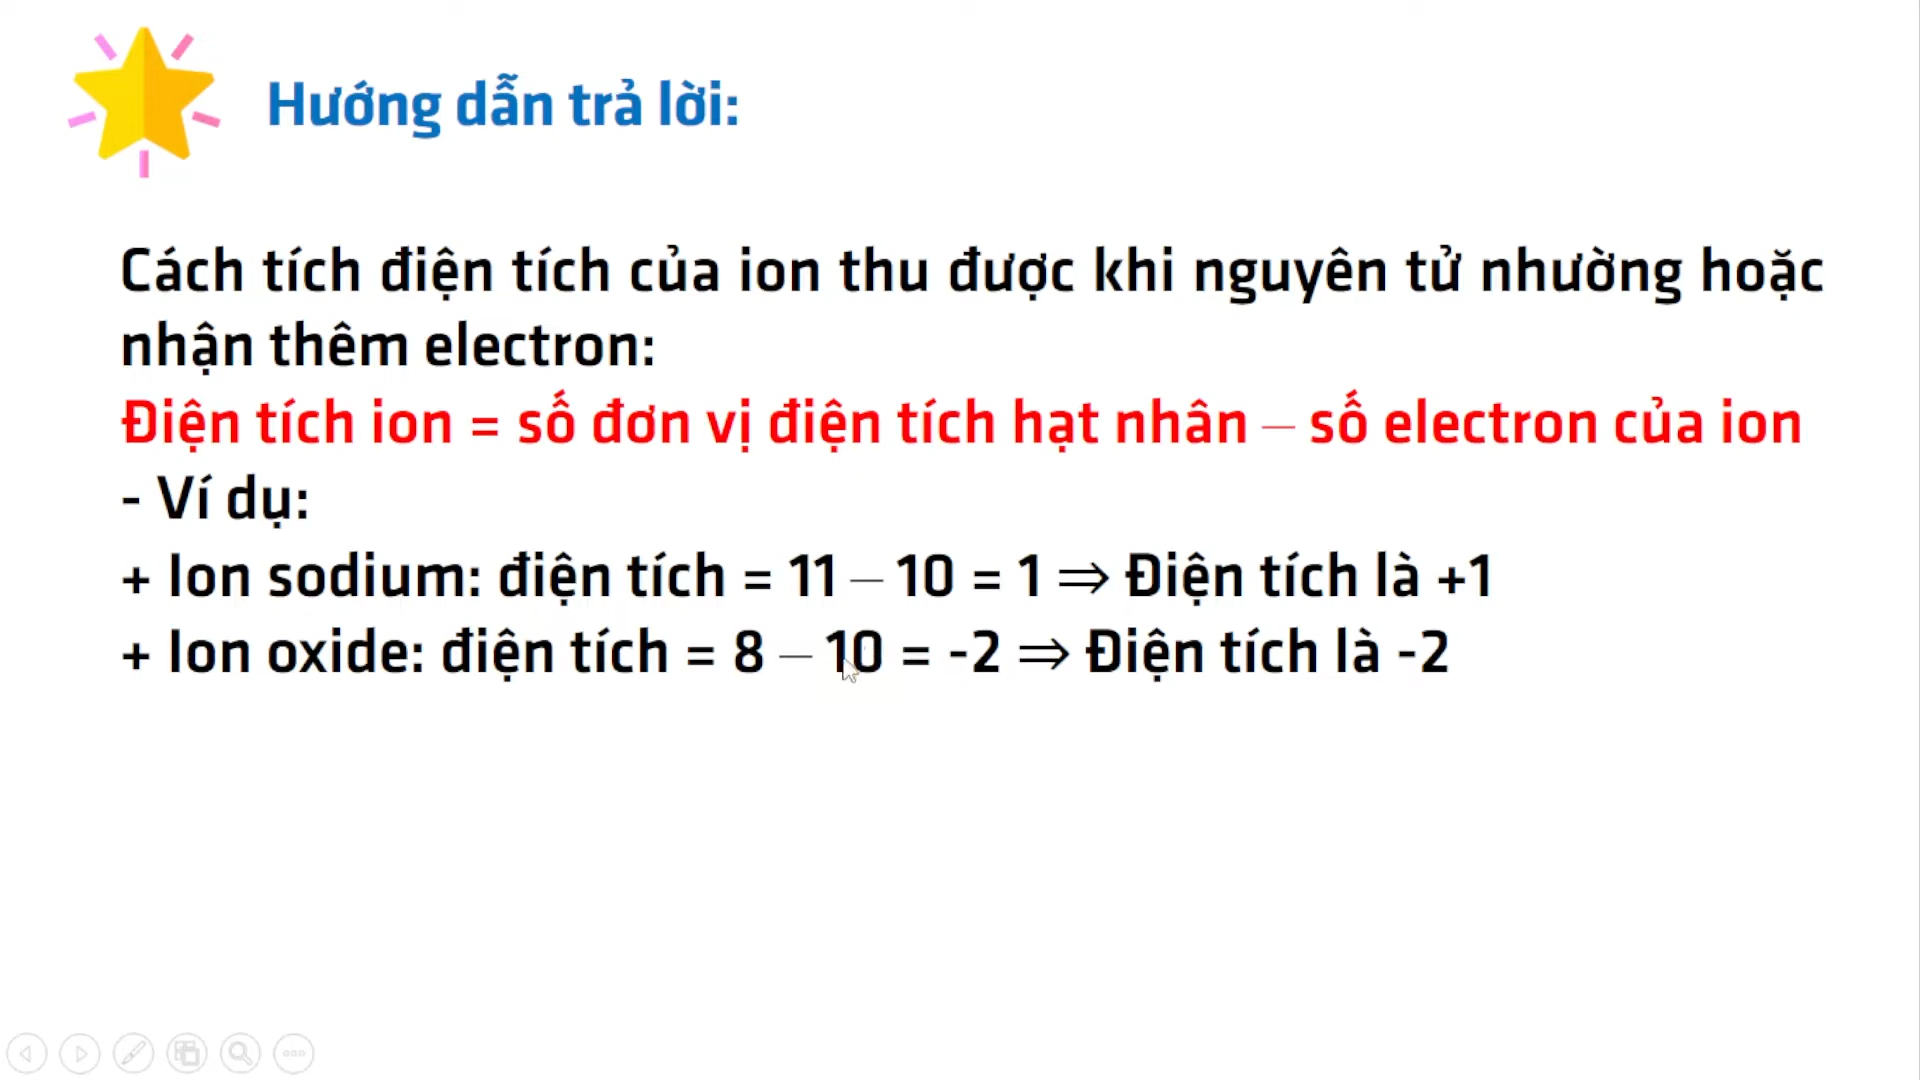 Hướng dẫn trả lời:
Cách tích điện tích của ion thu được khi nguyên tử nhường hoặc
nhận thêm electron:
Điện tích ion = số đơn vị điện tích hạt nhân – số electron của ion
- Ví dụ:
+ Ion sodium: điện tích = 11 – 10 = 1 ⇒ Điện tích là +1
+ Ion oxide: điện tích = 8 – 10 = -2 ⇒ Điện tích là -2